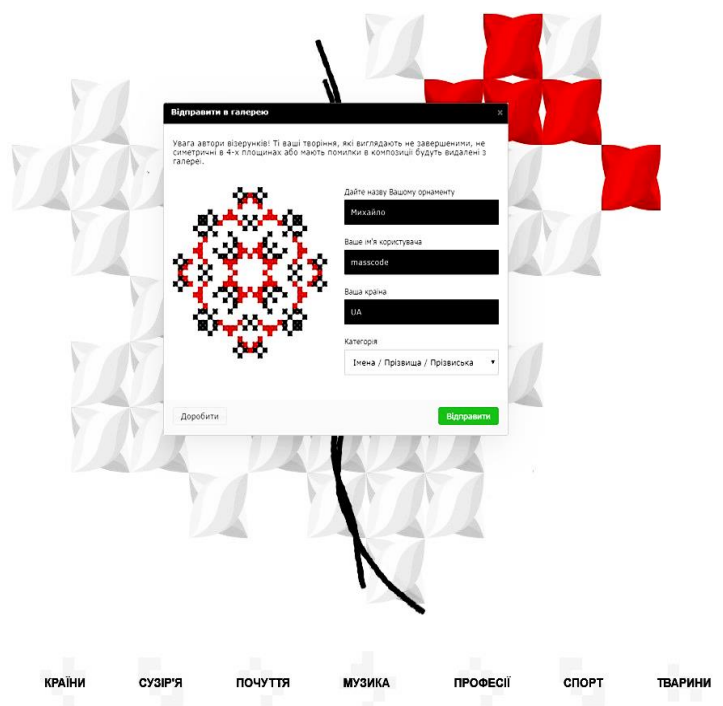 Відправити в галерею
×
Увага автори візерунків! Ті ваші творіння, які виглядають не завершеними, не
симетричні в 4-х площинах або мають помилки в композиції будуть видалені з
галереї.
Дайте назву Вашому орнаменту
Михайло
Ваше ім'я користувача
masscode
Ваша країна
UA
Категорія
Імена / Прізвища / Прізвиська
Доробити
Відправити
КРАЇНИ СУЗІР'Я ПОЧУТТЯ МУЗИКА ПРОФЕСІЇ СПОРТ ТВАРИНИ